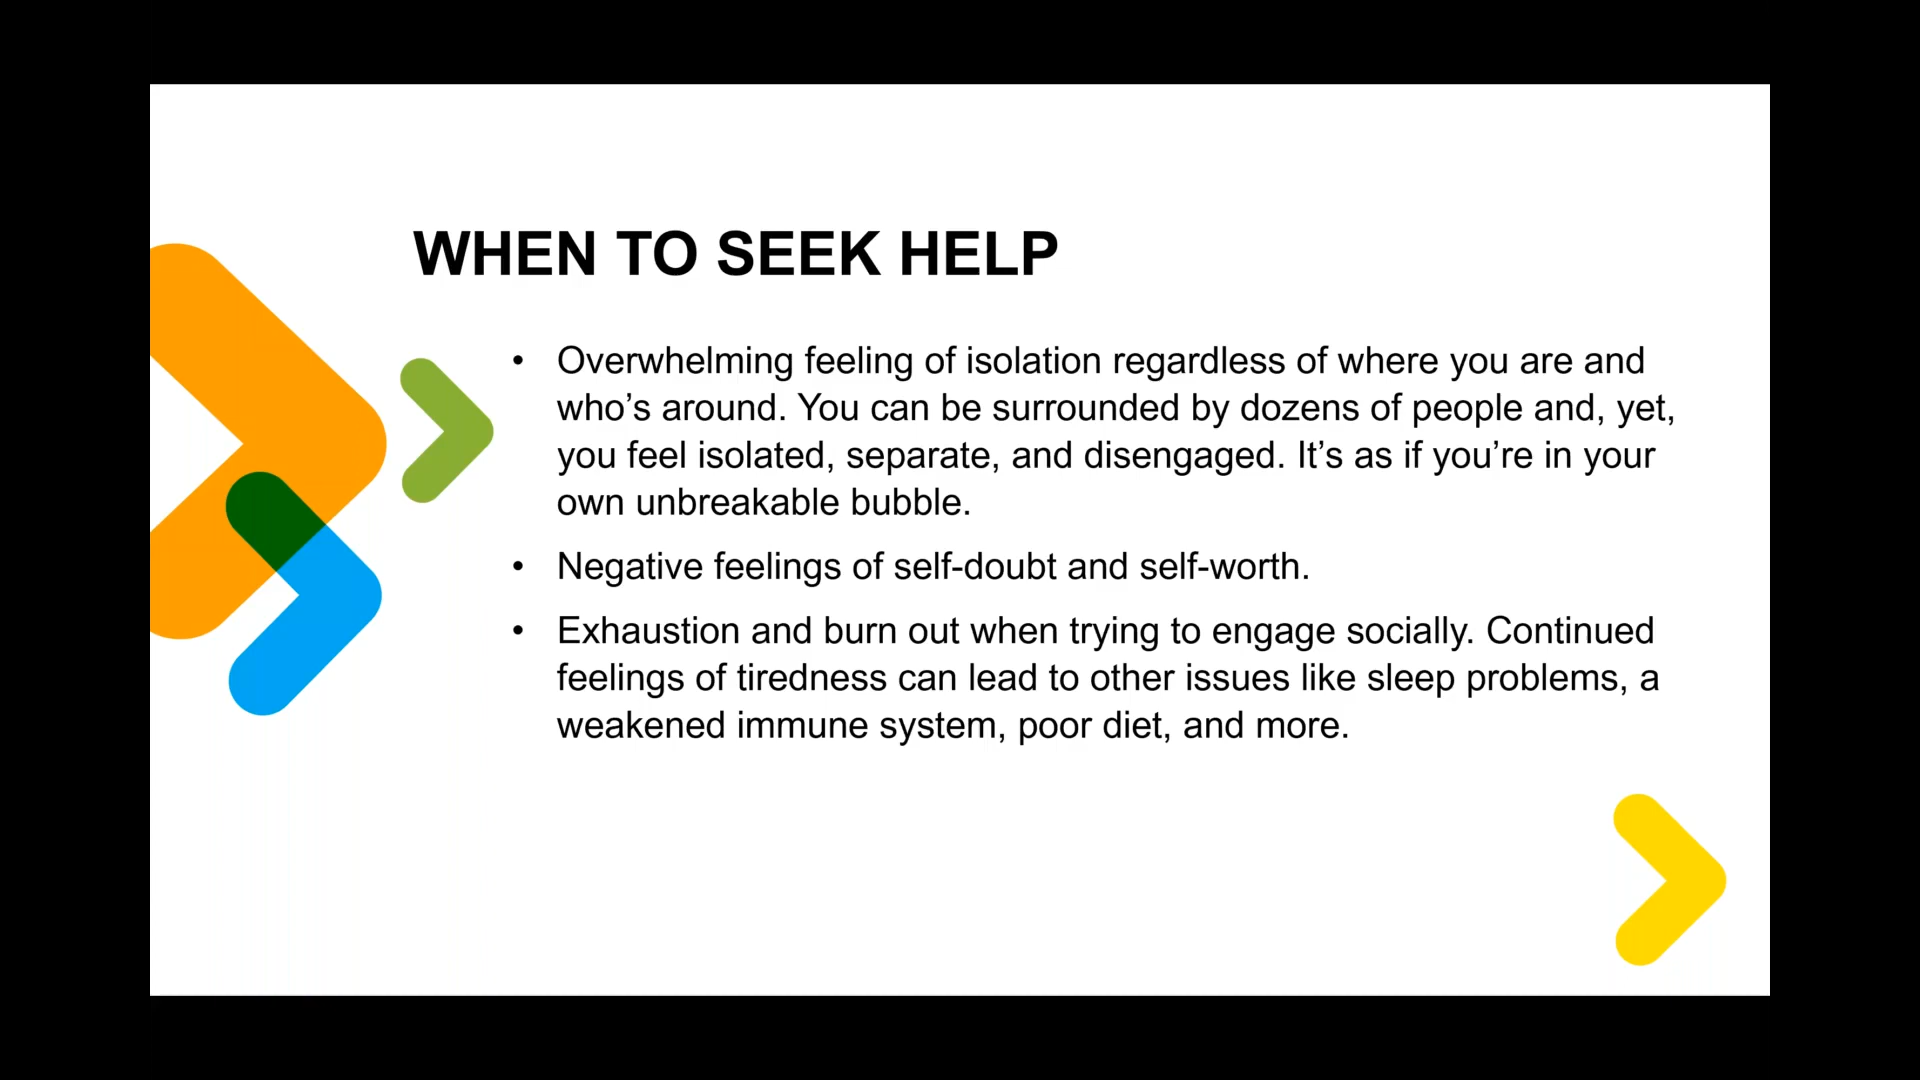 WHEN TO SEEK HELP
• Overwhelming feeling of isolation regardless of where you are and
who’s around. You can be surrounded by dozens of people and, yet,
you feel isolated, separate, and disengaged. It’s as if you’re in your
own unbreakable bubble.
• Negative feelings of self-doubt and self-worth.
• Exhaustion and burn out when trying to engage socially. Continued
feelings of tiredness can lead to other issues like sleep problems, a
weakened immune system, poor diet, and more.